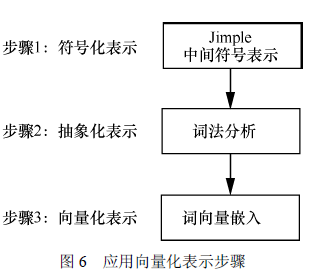 步骤1：符号化表示
Jimple
中间符号表示
步骤2：抽象化表示
词法分析
步骤3：向量化表示
词向量嵌入
图 6 应用向量化表示步骤